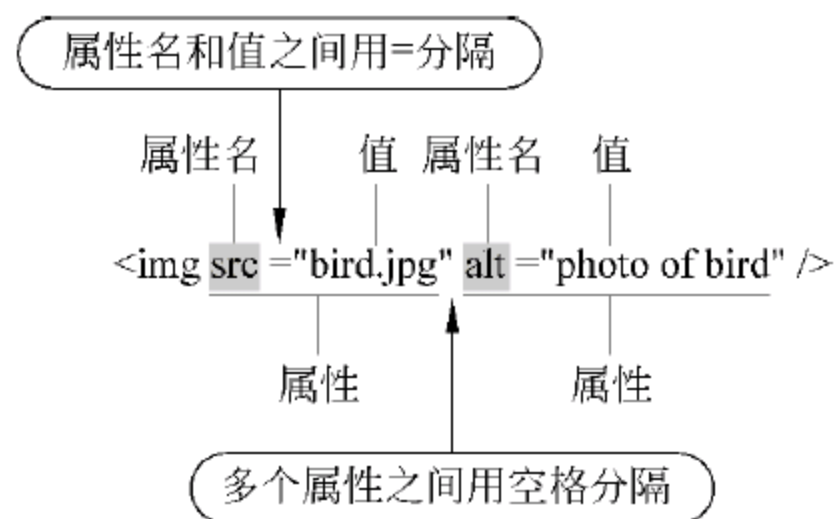 属性名和值之间用=分隔
属性名 值 属性名 值
<img src ="bird.jpg" alt ="photo of bird" />
属性 属性
多个属性之间用空格分隔